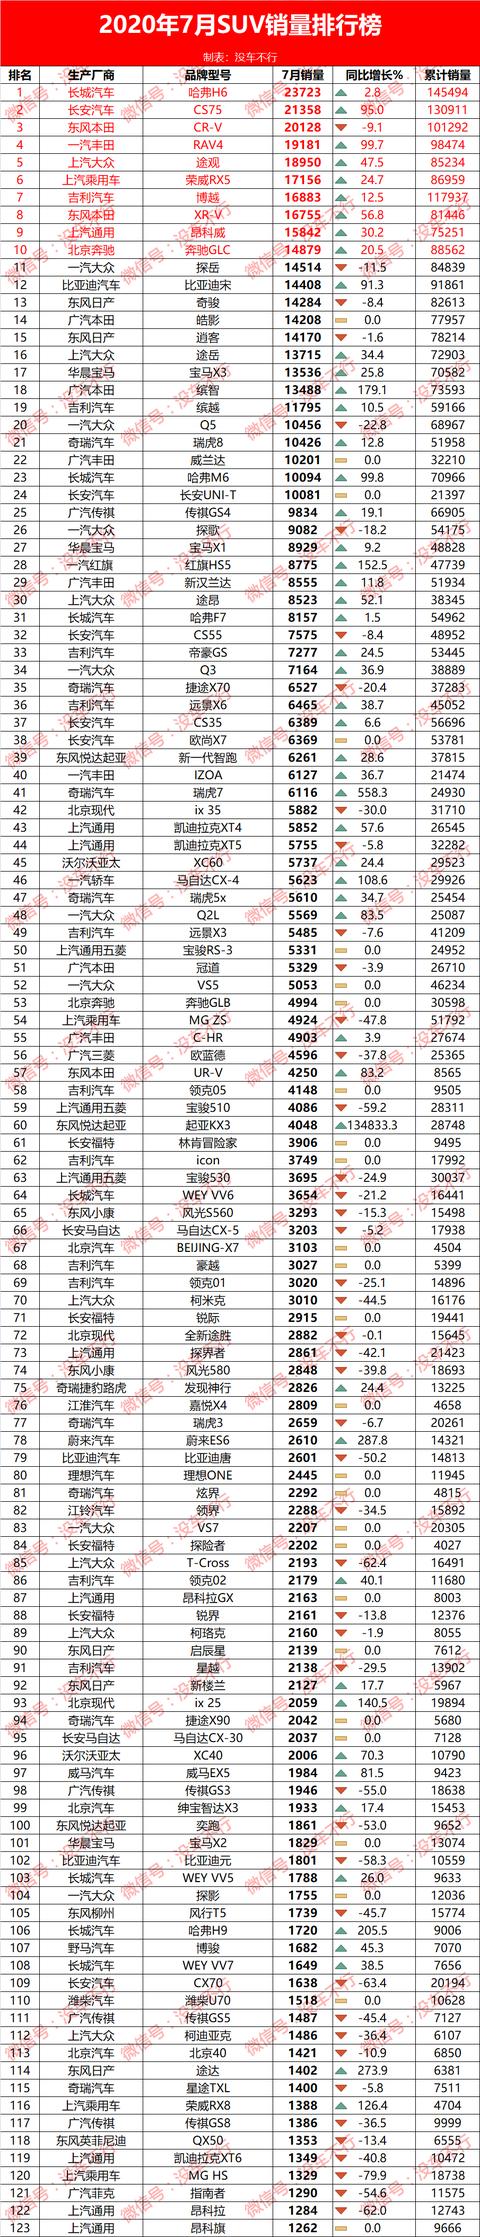 2020年7月SUV销量排行榜
制表：没车不行
排名 生产厂商 品牌型号 7月销量 同比增长% 累计销量
1 长城汽车 哈弗H6 23723 2.8 145494
2 长安汽车 CS75 21358 95.0 130911
3 东风本田 CR-V 20128 -9.1 101292
4 一汽丰田 RAV4 19181 99.7 98474
5 上汽大众 途观 18950 47.5 85234
6 上汽乘用车 荣威RX5 17156 24.7 86959
7 吉利汽车 博越 16883 12.5 117937
8 东风本田 XR-V 16755 56.8 81446
9 上汽通用 昂科威 15842 30.2 75251
10 北京奔驰 奔驰GLC 14879 20.5 88562
11 一汽大众 探岳 14514 -11.5 84839
12 比亚迪汽车 比亚迪宋 14408 91.3 91861
13 东风日产 奇骏 14284 -8.4 82613
14 广汽本田 皓影 14208 0.0 77957
15 东风日产 逍客 14170 -1.6 78214
16 上汽大众 途岳 13715 34.4 72903
17 华晨宝马 宝马X3 13536 25.8 70582
18 广汽本田 缤智 13488 179.1 73593
19 吉利汽车 缤越 11795 10.5 59166
20 一汽大众 Q5 10456 -22.8 68967
21 奇瑞汽车 瑞虎8 10426 12.8 51958
22 广汽丰田 威兰达 10201 0.0 32210
23 长城汽车 哈弗M6 10094 99.8 70966
24 长安汽车 长安UNI-T 10081 0.0 21397
25 广汽传祺 传祺GS4 9834 19.1 66905
26 一汽大众 探歌 9082 -18.2 54175
27 华晨宝马 宝马X1 8929 9.2 48828
28 一汽红旗 红旗HS5 8775 152.5 47739
29 广汽丰田 新汉兰达 8555 11.8 51934
30 上汽大众 途昂 8523 52.1 38345
31 长城汽车 哈弗F7 8157 1.5 54962
32 长安汽车 CS55 7575 -8.4 48952
33 吉利汽车 帝豪GS 7277 24.5 53445
34 一汽大众 Q3 7164 36.9 38889
35 奇瑞汽车 捷途X70 6527 -20.4 37283
36 吉利汽车 远景X6 6465 38.7 45052
37 长安汽车 CS35 6389 6.6 56696
38 长安汽车 欧尚X7 6369 0.0 53781
39 东风悦达起亚 新一代智跑 6261 28.6 37815
40 一汽丰田 IZOA 6127 36.7 21474
41 奇瑞汽车 瑞虎7 6116 558.3 24930
42 北京现代 ix 35 5882 -30.0 31710
43 上汽通用 凯迪拉克XT4 5852 57.6 26545
44 上汽通用 凯迪拉克XT5 5755 -5.8 32282
45 沃尔沃亚太 XC60 5737 24.4 29523
46 一汽轿车 马自达CX-4 5623 108.6 29926
47 奇瑞汽车 瑞虎5x 5610 34.7 25454
48 一汽大众 Q2L 5569 83.5 25087
49 吉利汽车 远景X3 5485 -7.6 41209
50 上汽通用五菱 宝骏RS-3 5331 0.0 24952
51 广汽本田 冠道 5329 -3.9 26710
52 一汽大众 VS5 5053 0.0 46234
53 北京奔驰 奔驰GLB 4994 0.0 30598
54 上汽乘用车 MG ZS 4924 -47.8 51792
55 广汽丰田 C-HR 4903 3.9 27674
56 广汽三菱 欧蓝德 4596 -37.8 25365
57 东风本田 UR-V 4250 83.2 8565
58 吉利汽车 领克05 4148 0.0 9505
59 上汽通用五菱 宝骏510 4086 -59.2 28311
60 东风悦达起亚 起亚KX3 4048 134833.3 28748
61 长安福特 林肯冒险家 3906 0.0 9495
62 吉利汽车 icon 3749 0.0 17992
63 上汽通用五菱 宝骏530 3695 -24.9 30037
64 长城汽车 WEY VV6 3654 -21.2 16441
65 东风小康 风光S560 3293 -15.3 15498
66 长安马自达 马自达CX-5 3203 -5.2 17938
67 北京汽车 BEIJING-X7 3103 0.0 4504
68 吉利汽车 豪越 3027 0.0 5399
69 吉利汽车 领克01 3020 -25.1 14896
70 上汽大众 柯米克 3010 -44.5 16176
71 长安福特 锐际 2915 0.0 19441
72 北京现代 全新途胜 2882 -0.1 15645
73 上汽通用 探界者 2861 -42.1 21423
74 东风小康 风光580 2848 -39.8 18693
75 奇瑞捷豹路虎 发现神行 2826 24.4 13225
76 江淮汽车 嘉悦X4 2809 0.0 4658
77 奇瑞汽车 瑞虎3 2659 -6.7 20261
78 蔚来汽车 蔚来ES6 2610 287.8 14321
79 比亚迪汽车 比亚迪唐 2601 -50.2 14813
80 理想汽车 理想ONE 2445 0.0 11945
81 奇瑞汽车 炫界 2292 0.0 4815
82 江铃汽车 领界 2288 -34.5 15892
83 一汽大众 VS7 2207 0.0 20305
84 长安福特 探险者 2202 0.0 4027
85 上汽大众 T-Cross 2193 -62.4 16491
86 吉利汽车 领克02 2179 40.1 11680
87 上汽通用 昂科拉GX 2163 0.0 8003
88 长安福特 锐界 2161 -13.8 12376
89 上汽大众 柯珞克 2160 -1.9 8055
90 东风日产 启辰星 2139 0.0 7612
91 吉利汽车 星越 2138 -29.5 13902
92 东风日产 新楼兰 2127 17.7 5967
93 北京现代 ix 25 2059 140.5 19894
94 奇瑞汽车 捷途X90 2042 0.0 5680
95 长安马自达 马自达CX-30 2037 0.0 7128
96 沃尔沃亚太 XC40 2006 70.3 10790
97 威马汽车 威马EX5 1984 81.5 9423
98 广汽传祺 传祺GS3 1946 -55.0 18638
99 北京汽车 绅宝智达X3 1933 17.4 15453
100 东风悦达起亚 奕跑 1861 -53.0 9652
101 华晨宝马 宝马X2 1829 0.0 13074
102 比亚迪汽车 比亚迪元 1801 -58.3 10559
103 长城汽车 WEY VV5 1788 26.0 9633
104 一汽大众 探影 1755 0.0 12036
105 东风柳州 风行T5 1739 -45.7 15774
106 长城汽车 哈弗H9 1720 205.5 9006
107 野马汽车 博骏 1682 45.3 7070
108 长城汽车 WEY VV7 1649 38.5 7656
109 长安汽车 CX70 1638 -63.4 20194
110 潍柴汽车 潍柴U70 1518 0.0 10628
111 广汽传祺 传祺GS5 1487 -45.4 7127
112 上汽大众 柯迪亚克 1486 -36.4 6107
113 北京汽车 北京40 1421 -10.9 6850
114 东风日产 途达 1402 273.9 6381
115 奇瑞汽车 星途TXL 1400 -5.8 7511
116 上汽乘用车 荣威RX8 1388 126.4 4704
117 广汽传祺 传祺GS8 1386 -36.5 9999
118 东风英菲尼迪 QX50 1353 -13.4 6555
119 上汽通用 凯迪拉克XT6 1349 -40.8 10472
120 上汽乘用车 MG HS 1329 -79.9 18738
121 广汽菲克 指南者 1290 -54.6 11575
122 上汽通用 昂科拉 1284 -62.0 12743
123 上汽通用 昂科旗 1262 0.0 9666
微信号：没车不行